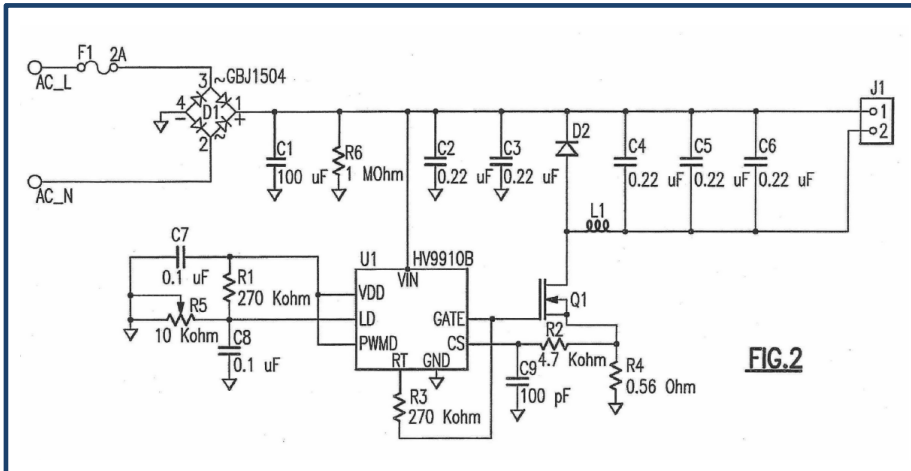 F1 2A
AC_L
3 ~GBJ1504
4 D1 1
- +
2 ~
AC_N
C1
100 uF
R6
1 MOhm
C2
0.22 uF
C3
0.22 uF
D2
C4
0.22 uF
C5
0.22 uF
C6
0.22 uF
J1
1
2
L1
C7
0.1 uF
R1
270 Kohm
R5
10 Kohm
C8
0.1 uF
U1 HV9910B
VIN
VDD
LD
PWMD
GATE
CS
RT GND
R3
270 Kohm
Q1
R2
4.7 Kohm
C9
100 pF
R4
0.56 Ohm
FIG.2